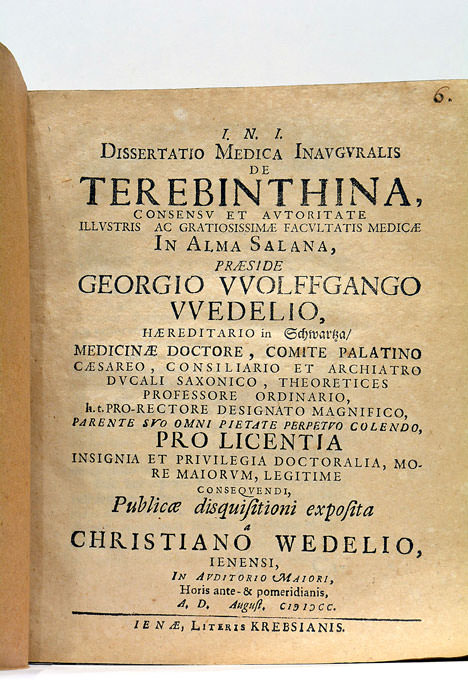 6.
I. N. I.
DISSERTATIO MEDICA INAVGVRALIS
DE
TEREBINTHINA,
CONSENSV ET AVTORITATE
ILLVSTRIS AC GRATIOSISSIMÆ FACVLTATIS MEDICÆ
IN ALMA SALANA,
PRÆSIDE
GEORGIO VVOLFFGANGO
VVEDELIO,
HÆREDITARIO in Schwartza/
MEDICINÆ DOCTORE, COMITE PALATINO
CÆSAREO, CONSILIARIO ET ARCHIATRO
DVCALI SAXONICO, THEORETICES
PROFESSORE ORDINARIO,
h.t. PRO-RECTORE DESIGNATO MAGNIFICO,
PARENTE SVO OMNI PIETATE PERPETVO COLENDO,
PRO LICENTIA
INSIGNIA ET PRIVILEGIA DOCTORALIA, MO-
RE MAIORVM, LEGITIME
CONSEQVENDI,
Publicæ disquisitioni exposita
a
CHRISTIANO WEDELIO,
IENENSI,
IN AVDITORIO MAIORI,
Horis ante- & pomeridianis,
A. D. August. CIƆIƆCC.
IENÆ, LITERIS KREBSIANIS.